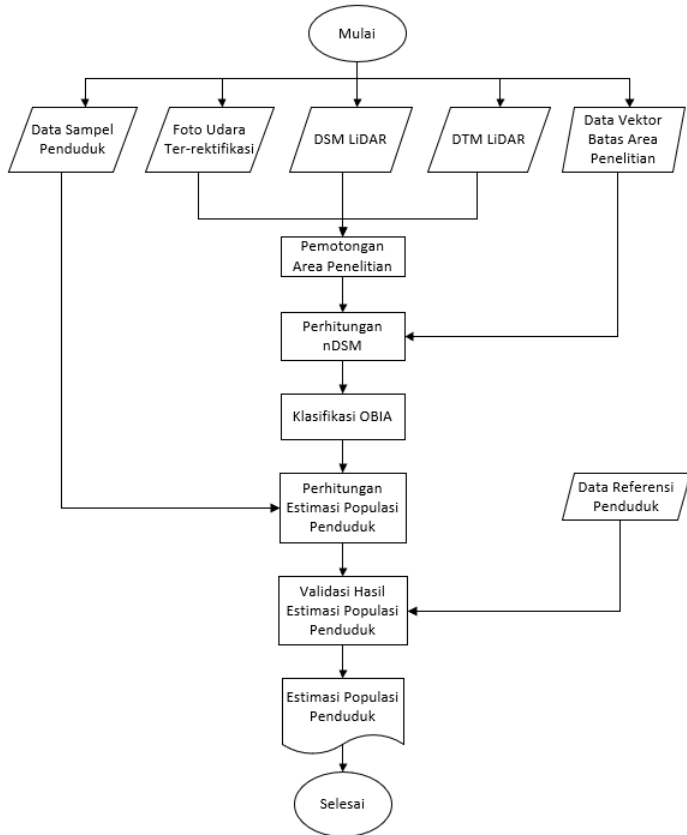 Mulai
Data Sampel
Penduduk
Foto Udara
Ter-rektifikasi
DSM LiDAR
DTM LiDAR
Data Vektor
Batas Area
Penelitian
Pemotongan
Area Penelitian
Perhitungan
nDSM
Klasifikasi OBIA
Perhitungan
Estimasi Populasi
Penduduk
Data Referensi
Penduduk
Validasi Hasil
Estimasi Populasi
Penduduk
Estimasi Populasi
Penduduk
Selesai